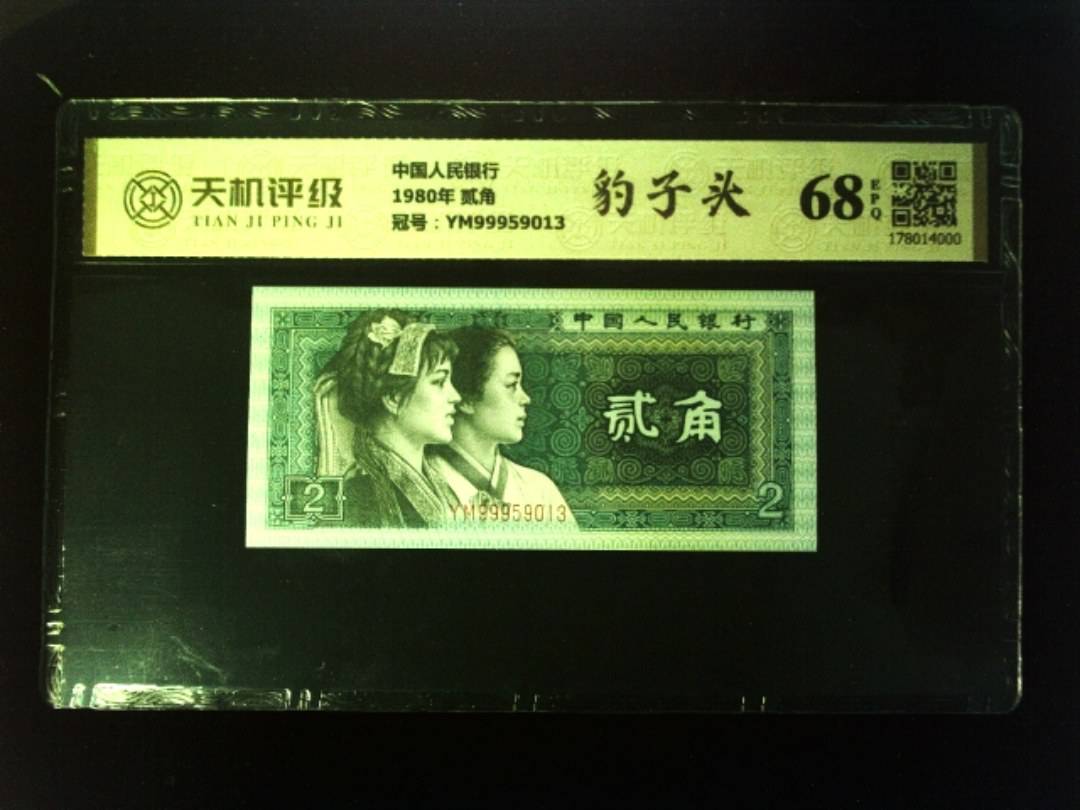 天机评级
TIAN JI PING JI
中国人民银行
1980年 贰角
冠号：YM99959013
豹子头
68
EPQ
178014000
中国人民银行
贰角
2
YM99959013
2